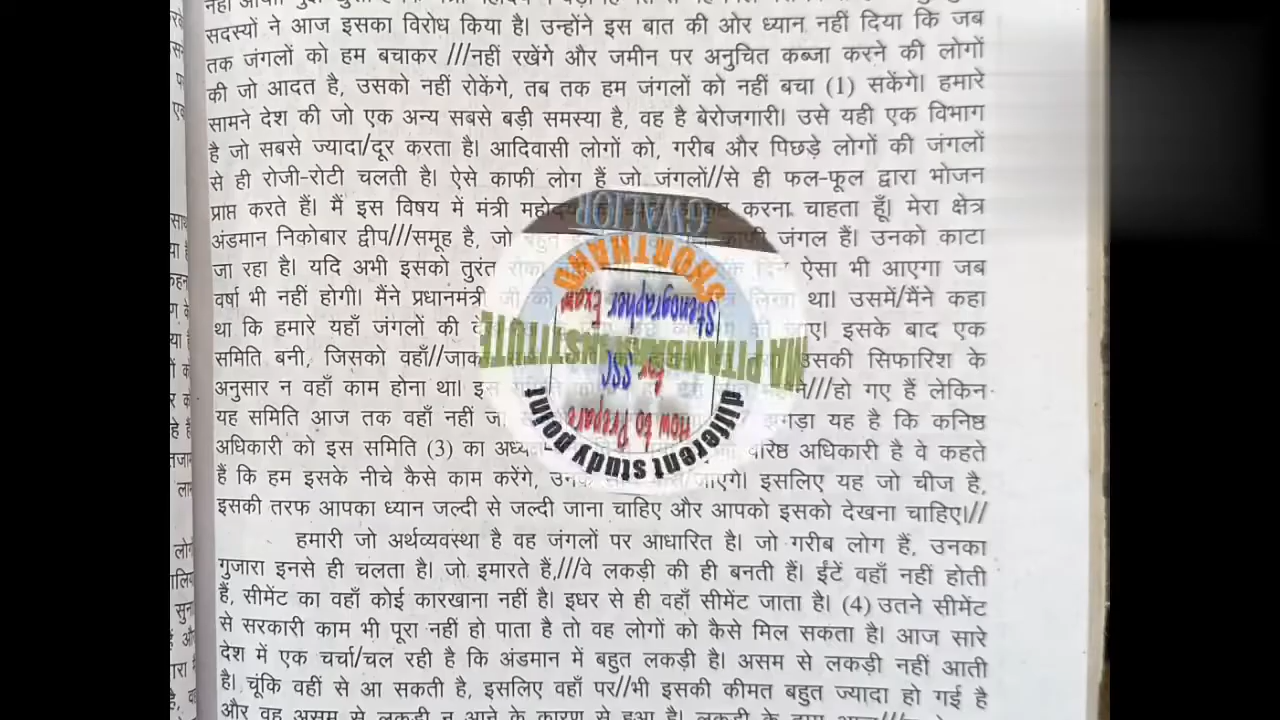 सदस्यों ने आज इसका विरोध किया है। उन्होंने इस बात की ओर ध्यान नहीं दिया कि जब
तक जंगलों को हम बचाकर ///नहीं रखेंगे और जमीन पर अनुचित कब्जा करने की लोगों
की जो आदत है, उसको नहीं रोकेंगे, तब तक हम जंगलों को नहीं बचा (1) सकेंगे। हमारे
सामने देश की जो एक अन्य सबसे बड़ी समस्या है, वह है बेरोजगारी। उसे यही एक विभाग
है जो सबसे ज्यादा/दूर करता है। आदिवासी लोगों को, गरीब और पिछड़े लोगों की जंगलों
से ही रोजी-रोटी चलती है। ऐसे काफी लोग हैं जो जंगलों//से ही फल-फूल द्वारा भोजन
प्राप्त करते हैं। मैं इस विषय में मंत्री करना चाहता हूँ। मेरा क्षेत्र
अंडमान निकोबार द्वीप///समूह है, जो जंगल हैं। उनको काटा
जा रहा है। यदि अभी इसको तुरंत ऐसा भी आएगा जब
वर्षा भी नहीं होगी। मैंने प्रधानमंत्री था। उसमें/मैंने कहा
था कि हमारे यहाँ जंगलों की इसके बाद एक
समिति बनी, जिसको वहाँ//उसकी सिफारिश के
अनुसार न वहाँ काम होना था। ///हो गए हैं लेकिन
यह समिति आज तक वहाँ नहीं झगड़ा यह है कि कनिष्ठ
अधिकारी को इस समिति (3) का वरिष्ठ अधिकारी है वे कहते
हैं कि हम इसके नीचे कैसे काम करेंगे, इसलिए यह जो चीज है,
इसकी तरफ आपका ध्यान जल्दी से जल्दी जाना चाहिए और आपको इसको देखना चाहिए।//
हमारी जो अर्थव्यवस्था है वह जंगलों पर आधारित है। जो गरीब लोग हैं, उनका
गुजारा इनसे ही चलता है। जो इमारते हैं,///वे लकड़ी की ही बनती हैं। ईंटें वहाँ नहीं होती
हैं, सीमेंट का वहाँ कोई कारखाना नहीं है। इधर से ही वहाँ सीमेंट जाता है। (4) उतने सीमेंट
से सरकारी काम भी पूरा नहीं हो पाता है तो वह लोगों को कैसे मिल सकता है। आज सारे
देश में एक चर्चा/चल रही है कि अंडमान में बहुत लकड़ी है। असम से लकड़ी नहीं आती
है। चूंकि वहीं से आ सकती है, इसलिए वहाँ पर//भी इसकी कीमत बहुत ज्यादा हो गई है
और वह असम से लकड़ी न आने के कारण से हुआ है।
GWALIOR
SHORTHAND
Stenographer Exam
MA PITAMBARA INSTITUTE
for SSC
How to Prepare
different study point